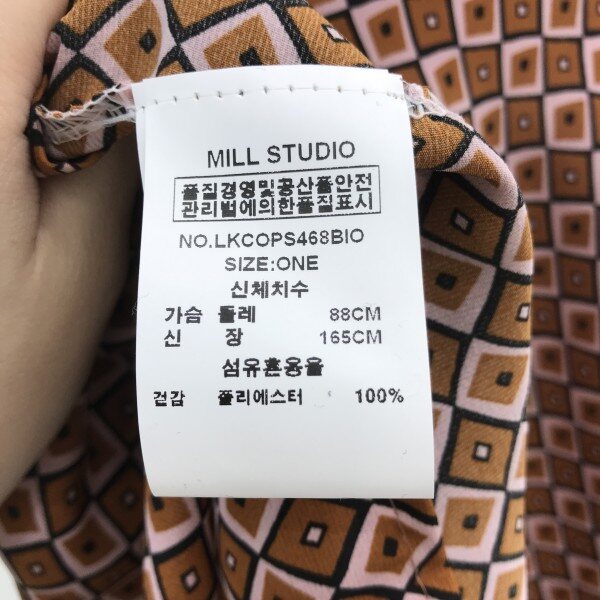 MILL STUDIO
품질경영및공산품안전
관리법에의한품질표시
NO.LKCOPS468BIO
SIZE:ONE
신체치수
가슴 둘레 88CM
신 장 165CM
섬유혼용율
겉감 폴리에스터 100%